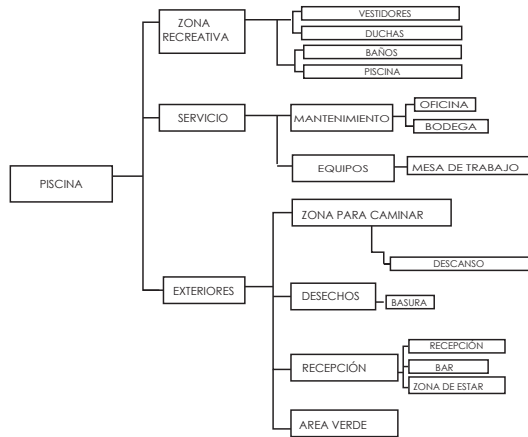 ZONA
RECREATIVA
VESTIDORES
DUCHAS
BAÑOS
PISCINA
SERVICIO
MANTENIMIENTO
OFICINA
BODEGA
EQUIPOS
MESA DE TRABAJO
PISCINA
EXTERIORES
ZONA PARA CAMINAR
DESCANSO
DESECHOS
BASURA
RECEPCIÓN
RECEPCIÓN
BAR
ZONA DE ESTAR
AREA VERDE